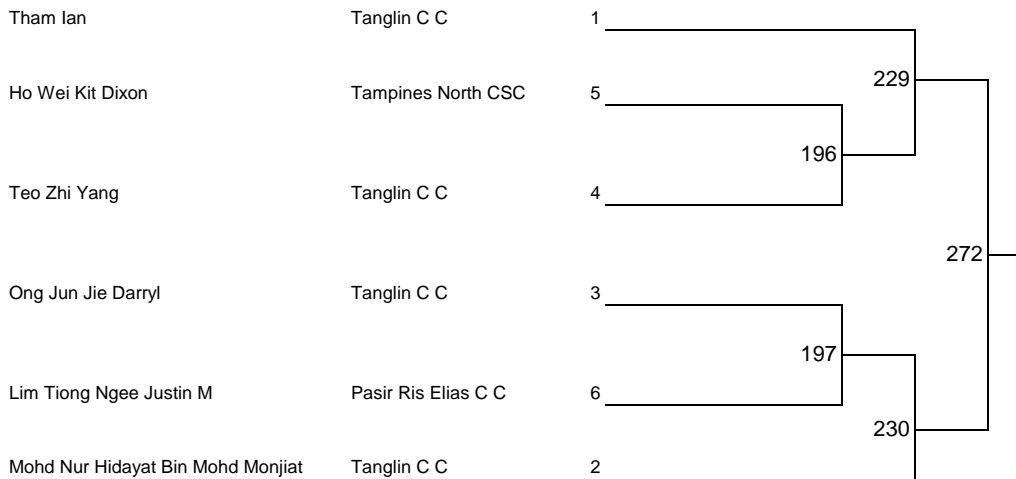 Tham Ian Tanglin C C 1
229
Ho Wei Kit Dixon Tampines North CSC 5
196
Teo Zhi Yang Tanglin C C 4
272
Ong Jun Jie Darryl Tanglin C C 3
197
Lim Tiong Ngee Justin M Pasir Ris Elias C C 6
230
Mohd Nur Hidayat Bin Mohd Monjiat Tanglin C C 2